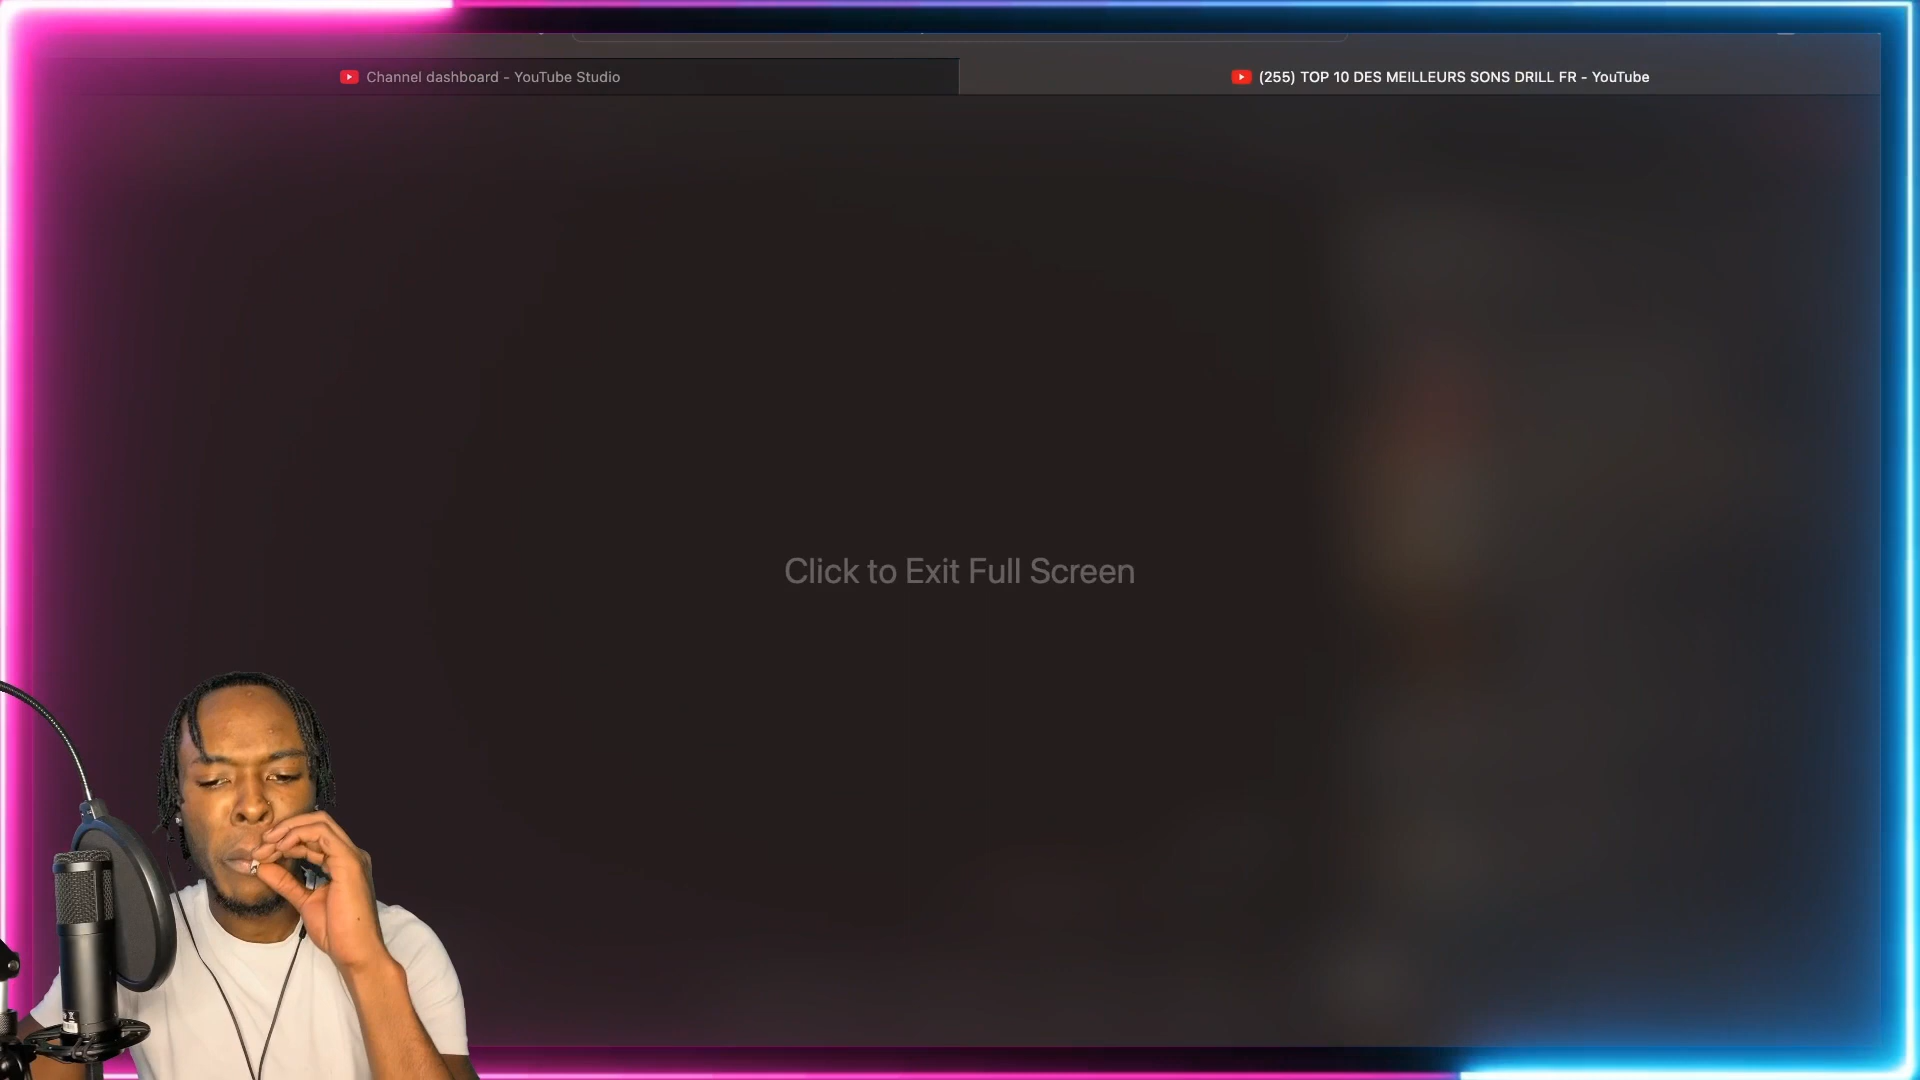 Channel dashboard - YouTube Studio
(255) TOP 10 DES MEILLEURS SONS DRILL FR - YouTube
Click to Exit Full Screen